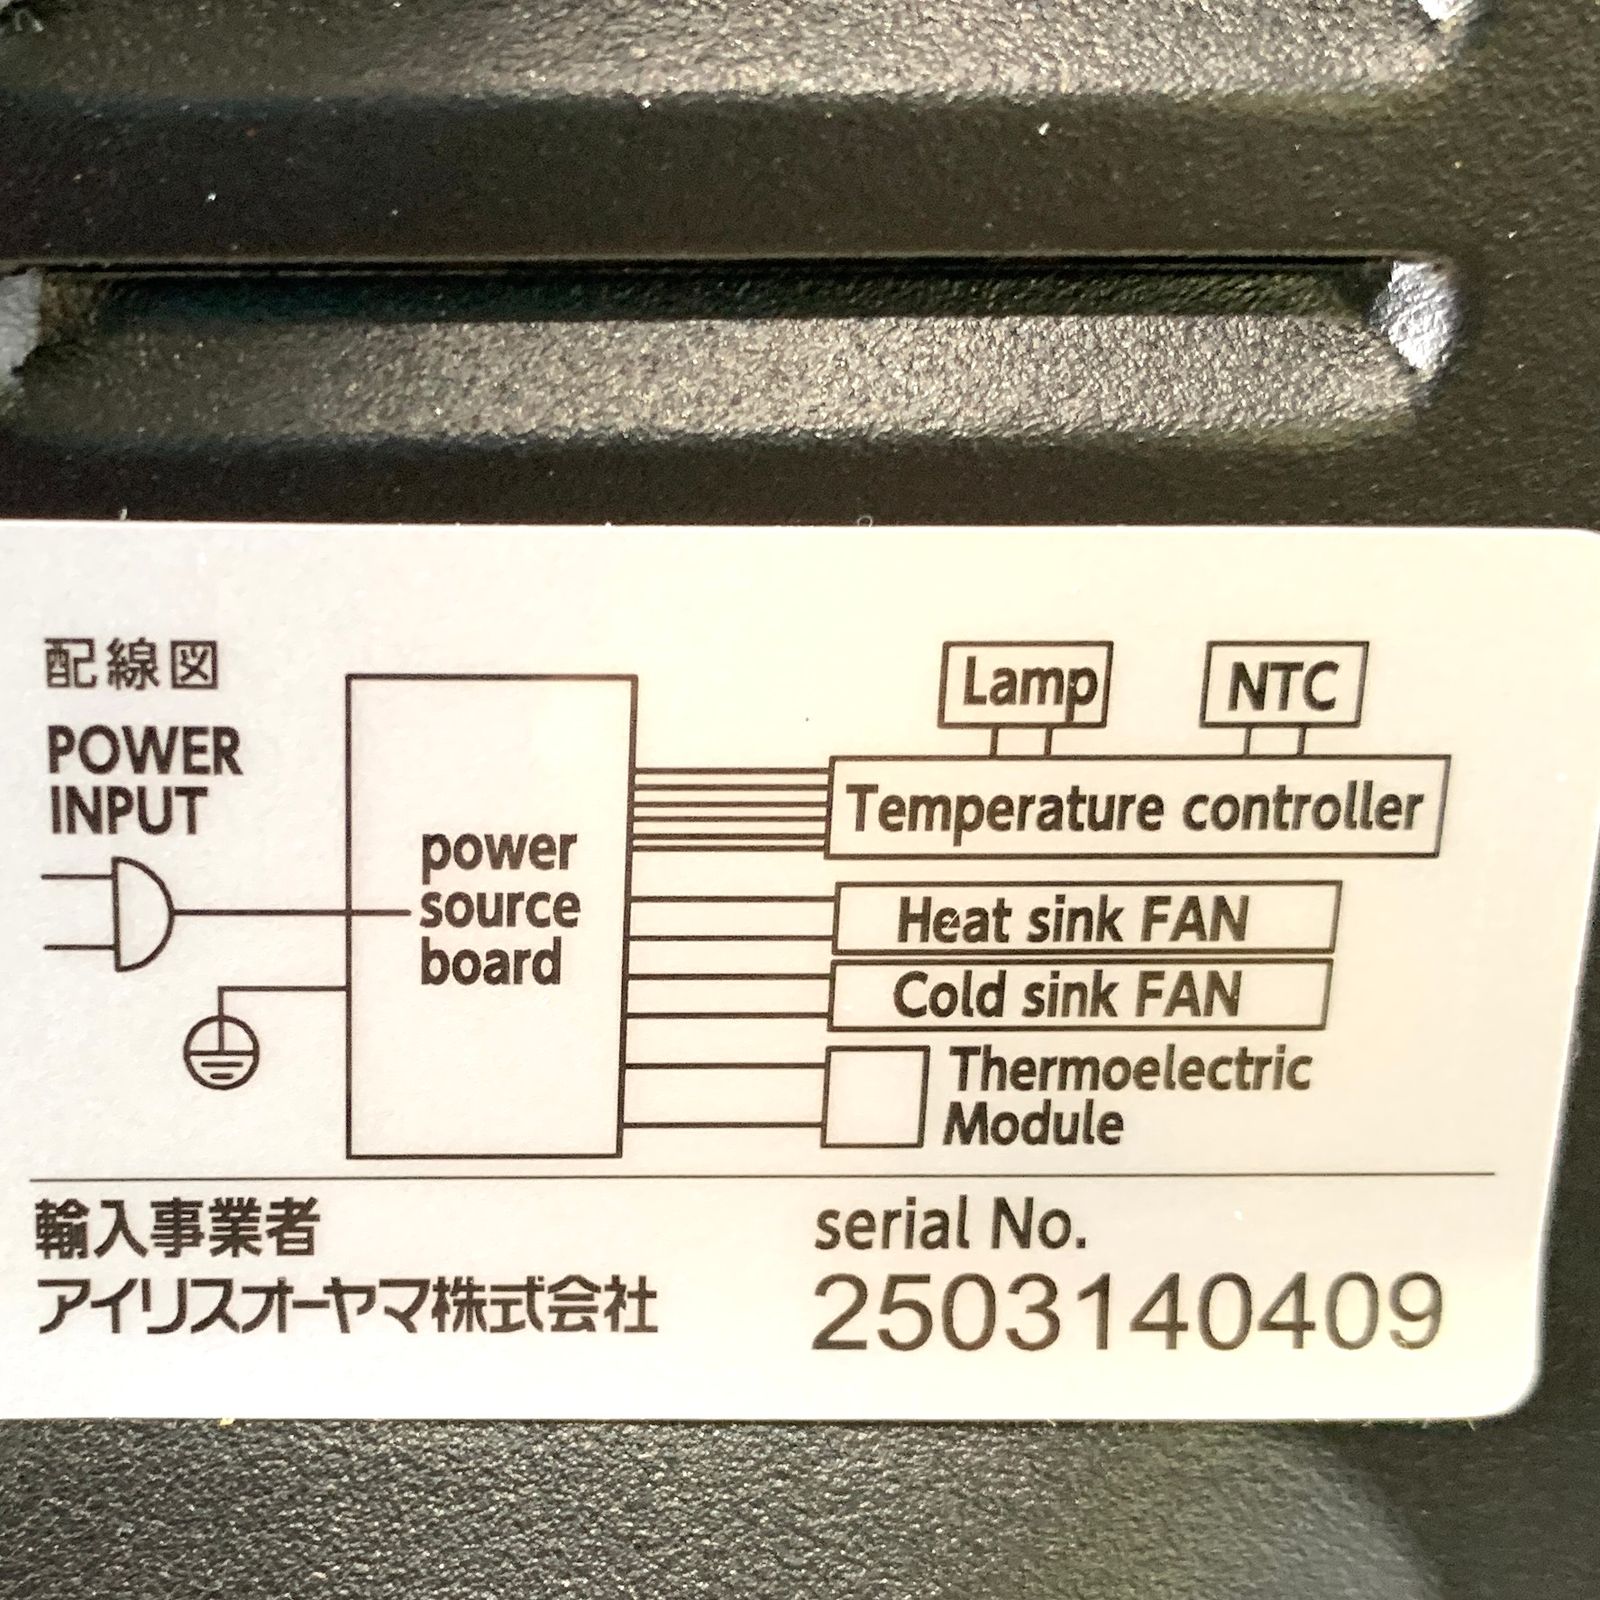 配線図
POWER
INPUT
power
source
board
Lamp
NTC
Temperature controller
Heat sink FAN
Cold sink FAN
Thermoelectric
Module
輸入事業者
アイリスオーヤマ株式会社
serial No.
2503140409